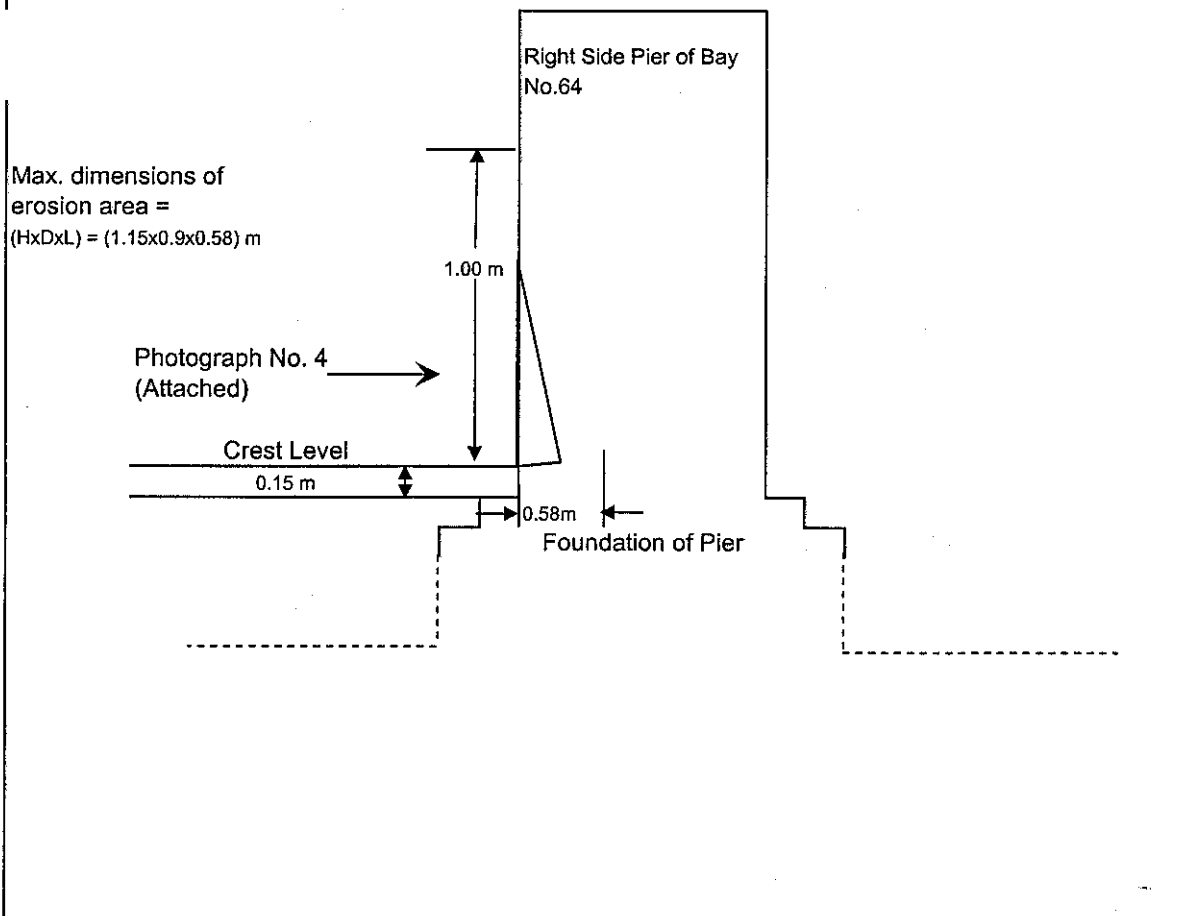 Right Side Pier of Bay
No.64
Max. dimensions of
erosion area =
(HxDxL) = (1.15x0.9x0.58) m
1.00 m
Photograph No. 4
(Attached)
Crest Level
0.15 m
0.58m
Foundation of Pier